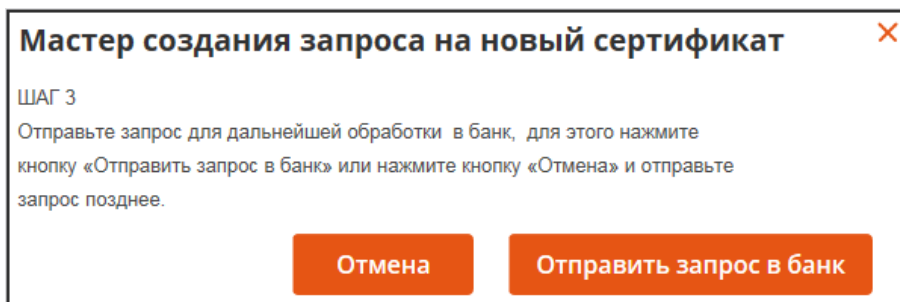 Мастер создания запроса на новый сертификат
ШАГ 3
Отправьте запрос для дальнейшей обработки в банк, для этого нажмите
кнопку «Отправить запрос в банк» или нажмите кнопку «Отмена» и отправьте
запрос позднее.
Отмена
Отправить запрос в банк